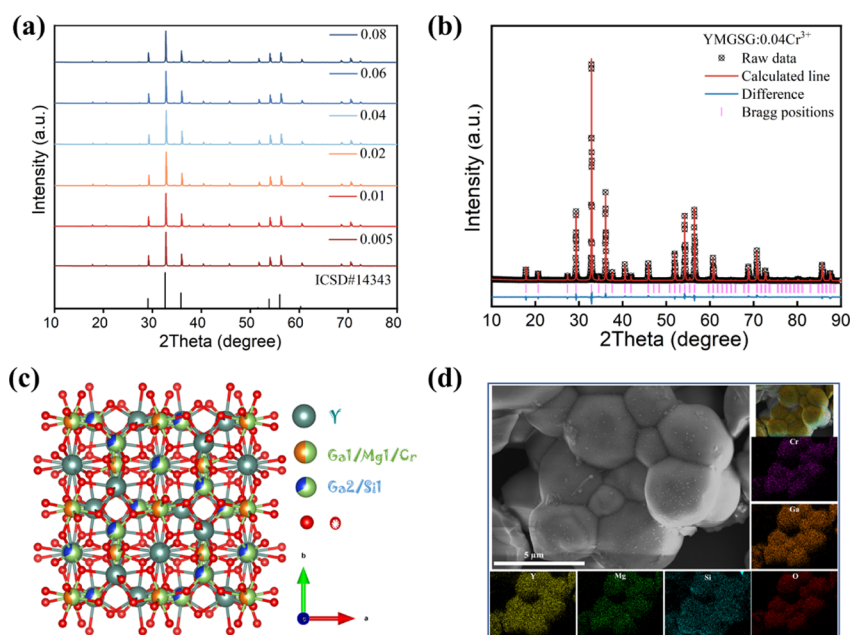 (a)
0.08
0.06
0.04
0.02
0.01
0.005
ICSD#14343
Intensity (a.u.)
10 20 30 40 50 60 70 80
2Theta (degree)
(b)
YMGSG:0.04Cr³⁺
Raw data
Calculated line
Difference
Bragg positions
Intensity (a.u.)
10 20 30 40 50 60 70 80 90
2Theta (degree)
(c)
Y
Ga1/Mg1/Cr
Ga2/Si1
O
b
a
(d)
5 μm
Cr
Ga
Y
Mg
Si
O